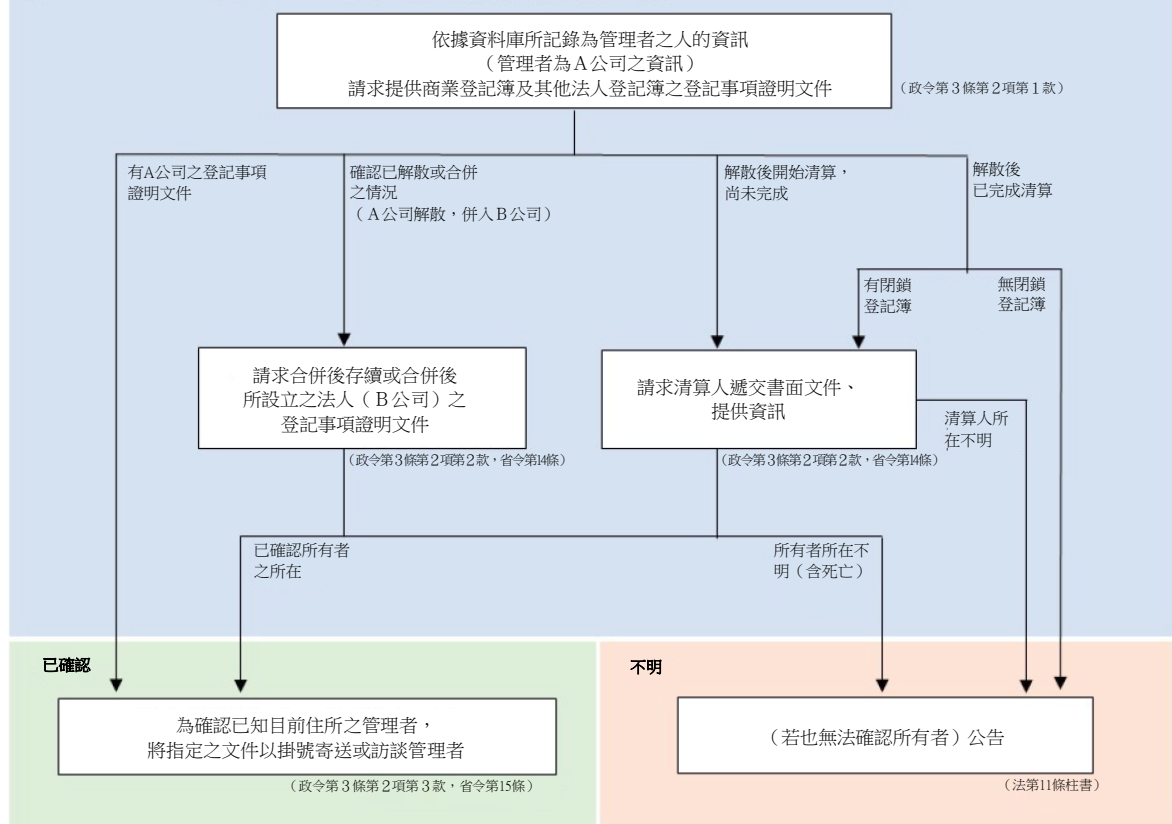 依據資料庫所記錄為管理者之人的資訊
（管理者為Ａ公司之資訊）
請求提供商業登記簿及其他法人登記簿之登記事項證明文件
（政令第３條第２項第１款）
有A公司之登記事項
證明文件
確認已解散或合併
之情況
（Ａ公司解散，併入Ｂ公司）
解散後開始清算，
尚未完成
解散後
已完成清算
有閉鎖
登記簿
無閉鎖
登記簿
請求合併後存續或合併後
所設立之法人（Ｂ公司）之
登記事項證明文件
（政令第３條第２項第２款，省令第14條）
請求清算人遞交書面文件、
提供資訊
（政令第３條第２項第２款，省令第14條）
清算人所
在不明
已確認所有者
之所在
所有者所在不
明（含死亡）
已確認
為確認已知目前住所之管理者，
將指定之文件以掛號寄送或訪談管理者
（政令第３條第２項第３款，省令第15條）
不明
（若也無法確認所有者）公告
（法第11條柱書）